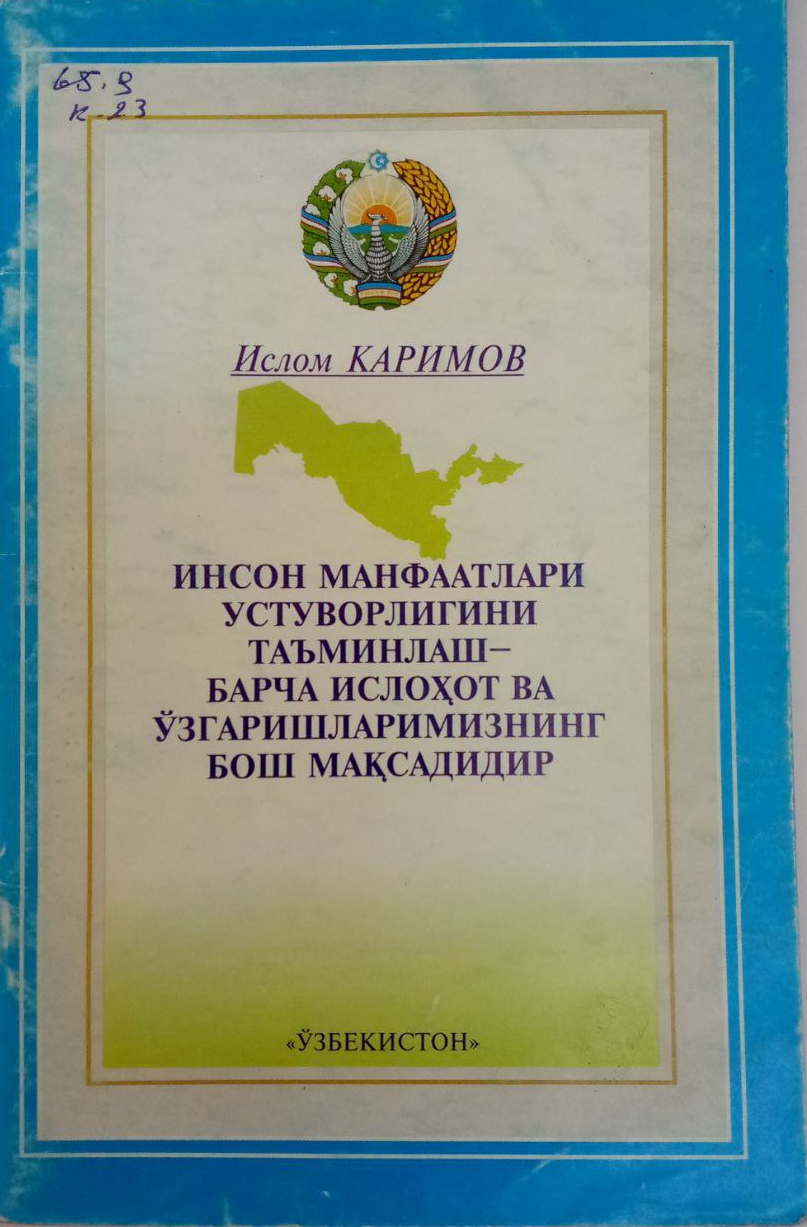 65.9
К-23
Ислом КАРИМОВ
ИНСОН МАНФААТЛАРИ
УСТУВОРЛИГИНИ
ТАЪМИНЛАШ–
БАРЧА ИСЛОҲОТ ВА
ЎЗГАРИШЛАРИМИЗНИНГ
БОШ МАҚСАДИДИР
«ЎЗБЕКИСТОН»